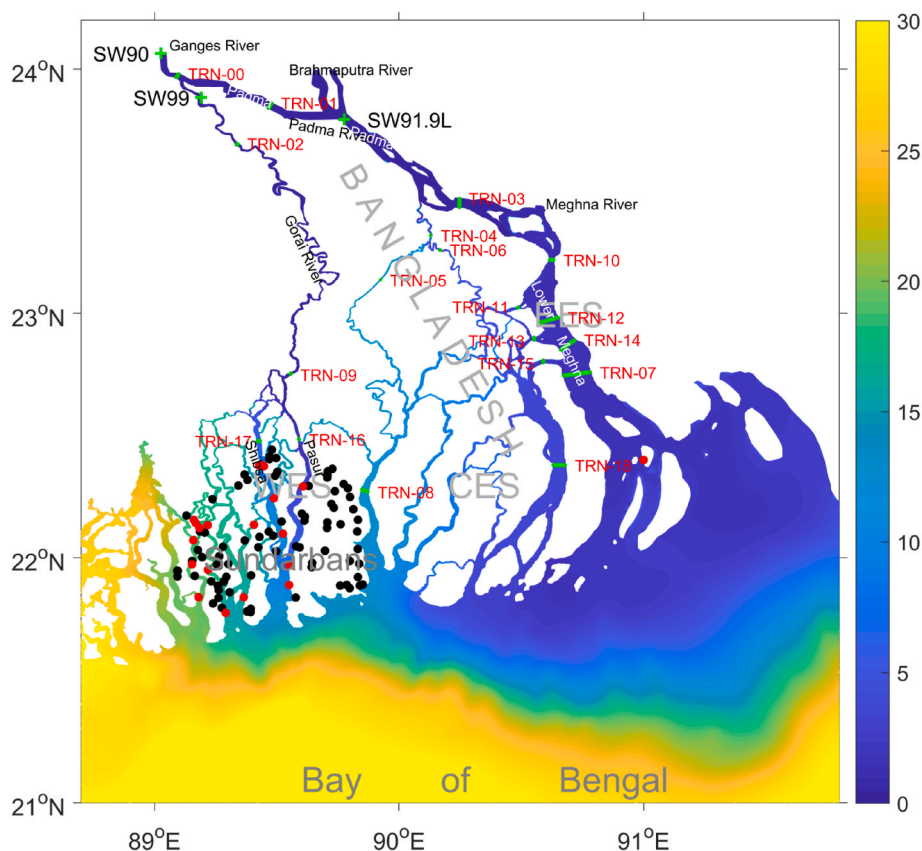 SW90
Ganges River
24°N
TRN-00
Brahmaputra River
SW99
Padma
TRN-01
SW91.9L
Padma
TRN-02
BANGLADESH
TRN-03
Meghna River
Gorai River
TRN-04
TRN-06
TRN-05
TRN-10
23°N
TRN-11
Lower
EES
TRN-12
TRN-13
TRN-14
Meghna
TRN-15
TRN-07
TRN-09
TRN-17
Shibsa
TRN-16
Pasur
TRN-18
WES
TRN-08
CES
22°N
Sundarbans
Bay of Bengal
21°N
89°E
90°E
91°E
30
25
20
15
10
5
0